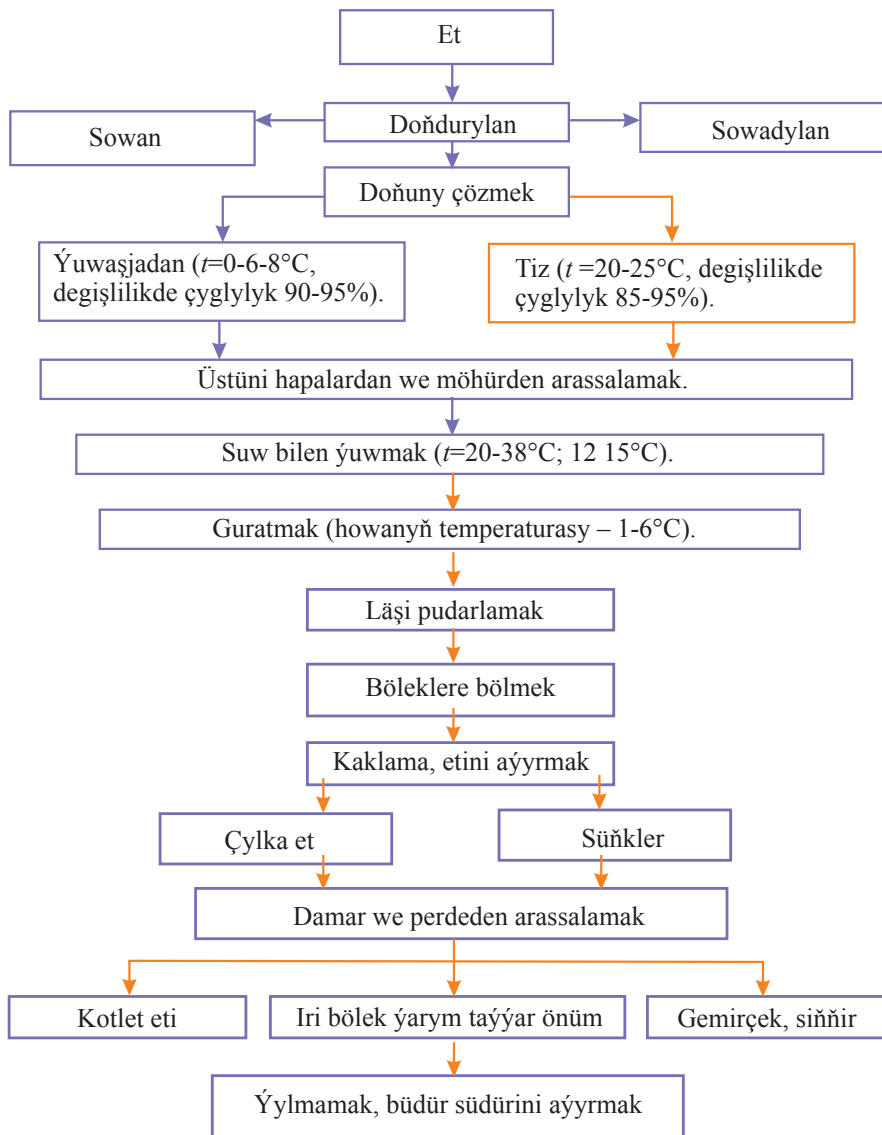 Et
Sowan
Doňdurylan
Sowadylan
Doňuny çözmek
Ýuwaşjadan (t=0-6-8°C,
degişlilikde çyglylyk 90-95%).
Tiz (t =20-25°C, degişlilikde
çyglylyk 85-95%).
Üstüni hapalardan we möhürden arassalamak.
Suw bilen ýuwmak (t=20-38°C; 12 15°C).
Guratmak (howanyň temperaturasy – 1-6°C).
Läşi pudarlamak
Böleklere bölmek
Kaklama, etini aýyrmak
Çylka et
Süňkler
Damar we perdeden arassalamak
Kotlet eti
Iri bölek ýarym taýýar önüm
Gemirçek, siňňir
Ýylmamak, büdür südürini aýyrmak